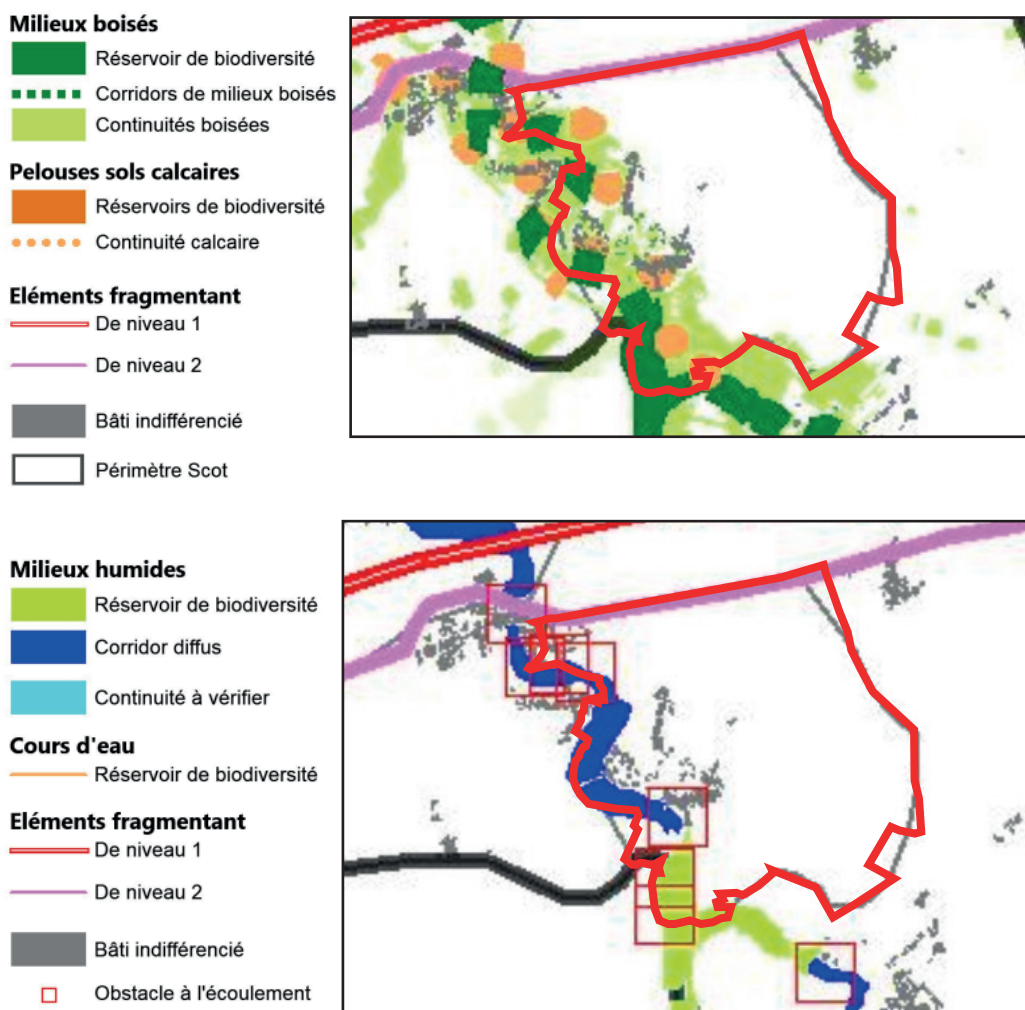 Milieux boisés
Réservoir de biodiversité
Corridors de milieux boisés
Continuités boisées
Pelouses sols calcaires
Réservoirs de biodiversité
Continuité calcaire
Eléments fragmentant
De niveau 1
De niveau 2
Bâti indifférencié
Périmètre Scot
Milieux humides
Réservoir de biodiversité
Corridor diffus
Continuité à vérifier
Cours d'eau
Réservoir de biodiversité
Eléments fragmentant
De niveau 1
De niveau 2
Bâti indifférencié
Obstacle à l'écoulement